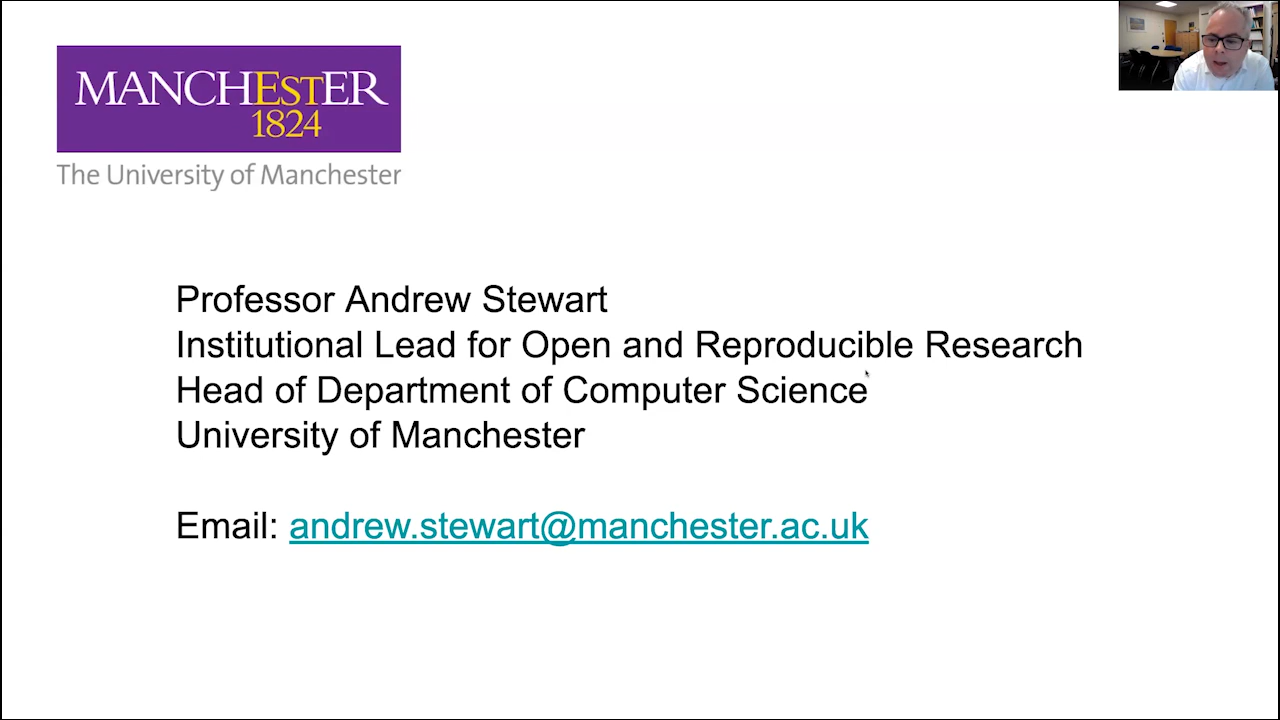 MANCHESTER
1824
The University of Manchester
Professor Andrew Stewart
Institutional Lead for Open and Reproducible Research
Head of Department of Computer Science
University of Manchester
Email: andrew.stewart@manchester.ac.uk